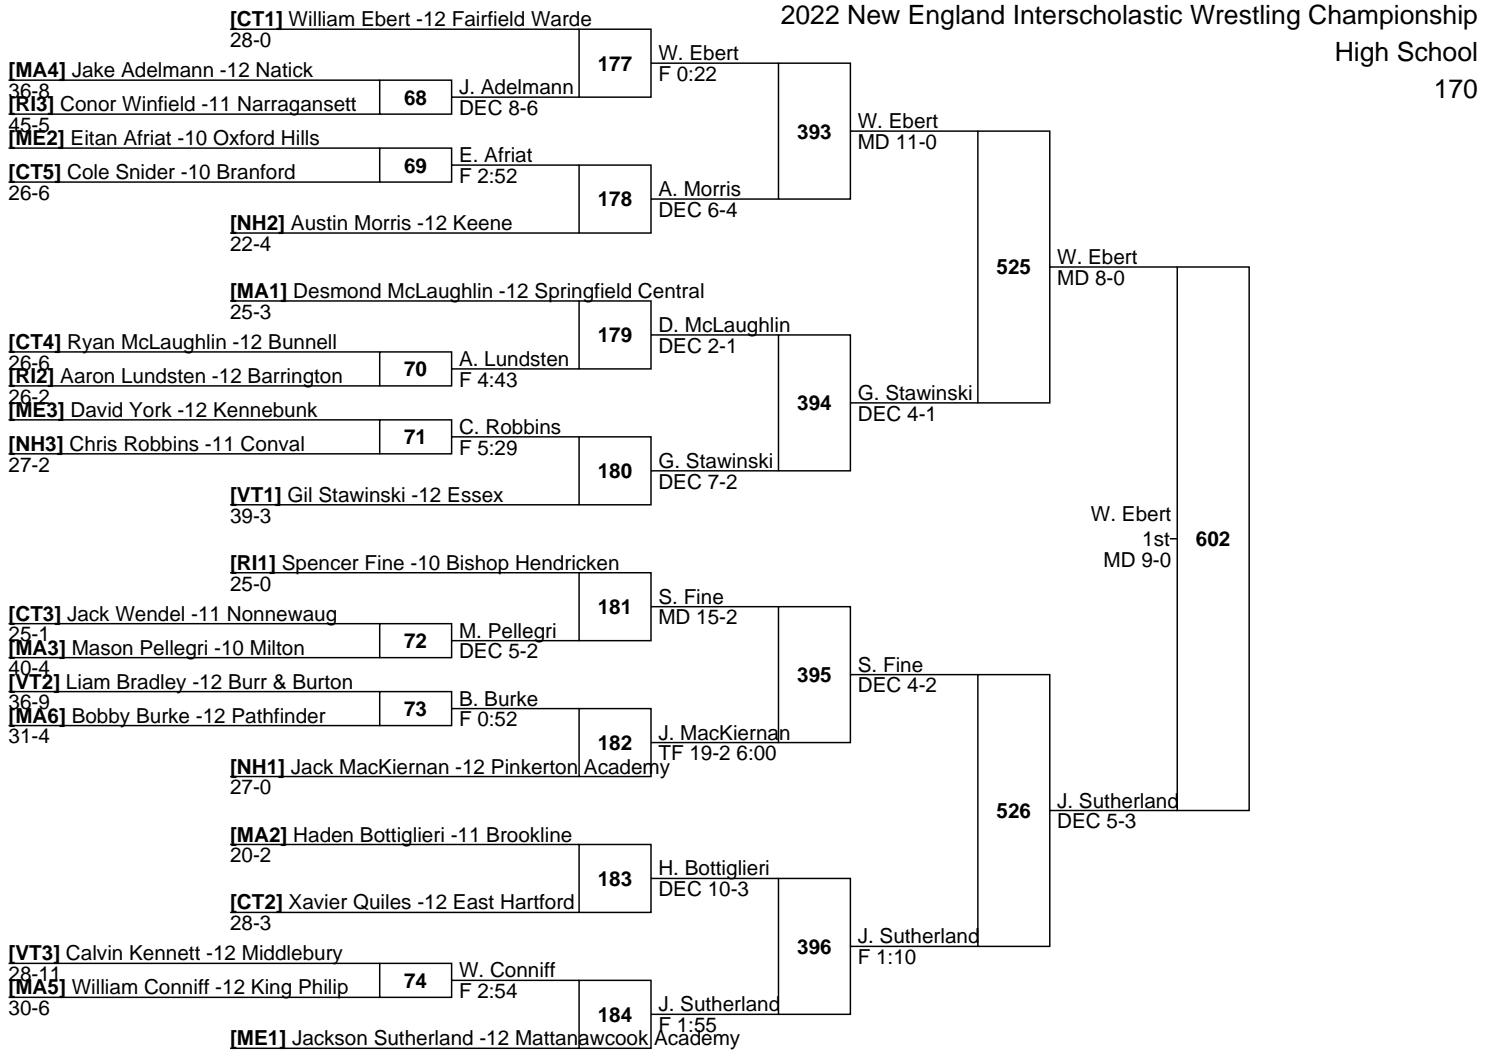 2022 New England Interscholastic Wrestling Championship
High School
170
[CT1] William Ebert -12 Fairfield Warde
28-0
177
W. Ebert
F 0:22
[MA4] Jake Adelmann -12 Natick
36-8
68
J. Adelmann
DEC 8-6
[RI3] Conor Winfield -11 Narragansett
45-5
393
W. Ebert
MD 11-0
[ME2] Eitan Afriat -10 Oxford Hills
69
E. Afriat
F 2:52
[CT5] Cole Snider -10 Branford
26-6
178
A. Morris
DEC 6-4
[NH2] Austin Morris -12 Keene
22-4
525
W. Ebert
MD 8-0
[MA1] Desmond McLaughlin -12 Springfield Central
25-3
179
D. McLaughlin
DEC 2-1
[CT4] Ryan McLaughlin -12 Bunnell
26-6
70
A. Lundsten
F 4:43
[RI2] Aaron Lundsten -12 Barrington
26-2
394
G. Stawinski
DEC 4-1
[ME3] David York -12 Kennebunk
71
C. Robbins
F 5:29
[NH3] Chris Robbins -11 Conval
27-2
180
G. Stawinski
DEC 7-2
[VT1] Gil Stawinski -12 Essex
39-3
W. Ebert
1st
MD 9-0
602
[RI1] Spencer Fine -10 Bishop Hendricken
25-0
181
S. Fine
MD 15-2
[CT3] Jack Wendel -11 Nonnewaug
25-1
72
M. Pellegri
DEC 5-2
[MA3] Mason Pellegri -10 Milton
40-4
395
S. Fine
DEC 4-2
[VT2] Liam Bradley -12 Burr & Burton
36-9
73
B. Burke
F 0:52
[MA6] Bobby Burke -12 Pathfinder
31-4
182
J. MacKiernan
TF 19-2 6:00
[NH1] Jack MacKiernan -12 Pinkerton Academy
27-0
526
J. Sutherland
DEC 5-3
[MA2] Haden Bottiglieri -11 Brookline
20-2
183
H. Bottiglieri
DEC 10-3
[CT2] Xavier Quiles -12 East Hartford
28-3
396
J. Sutherland
F 1:10
[VT3] Calvin Kennett -12 Middlebury
28-11
74
W. Conniff
F 2:54
[MA5] William Conniff -12 King Philip
30-6
184
J. Sutherland
F 1:55
[ME1] Jackson Sutherland -12 Mattanawcook Academy